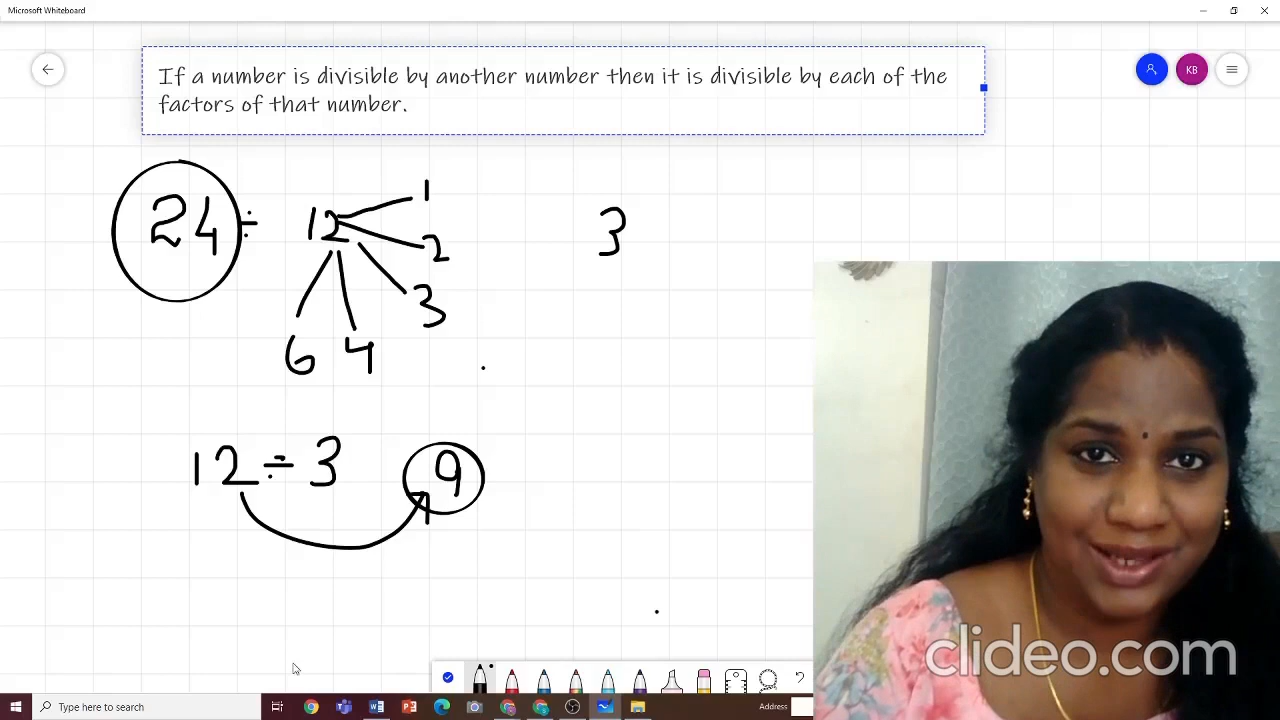 Microsoft Whiteboard
If a number is divisible by another number then it is divisible by each of the
factors of that number.
KB
24 ÷ 12
1
2
3
4
6
3
12 ÷ 3
9
clideo.com
Type here to search
Address